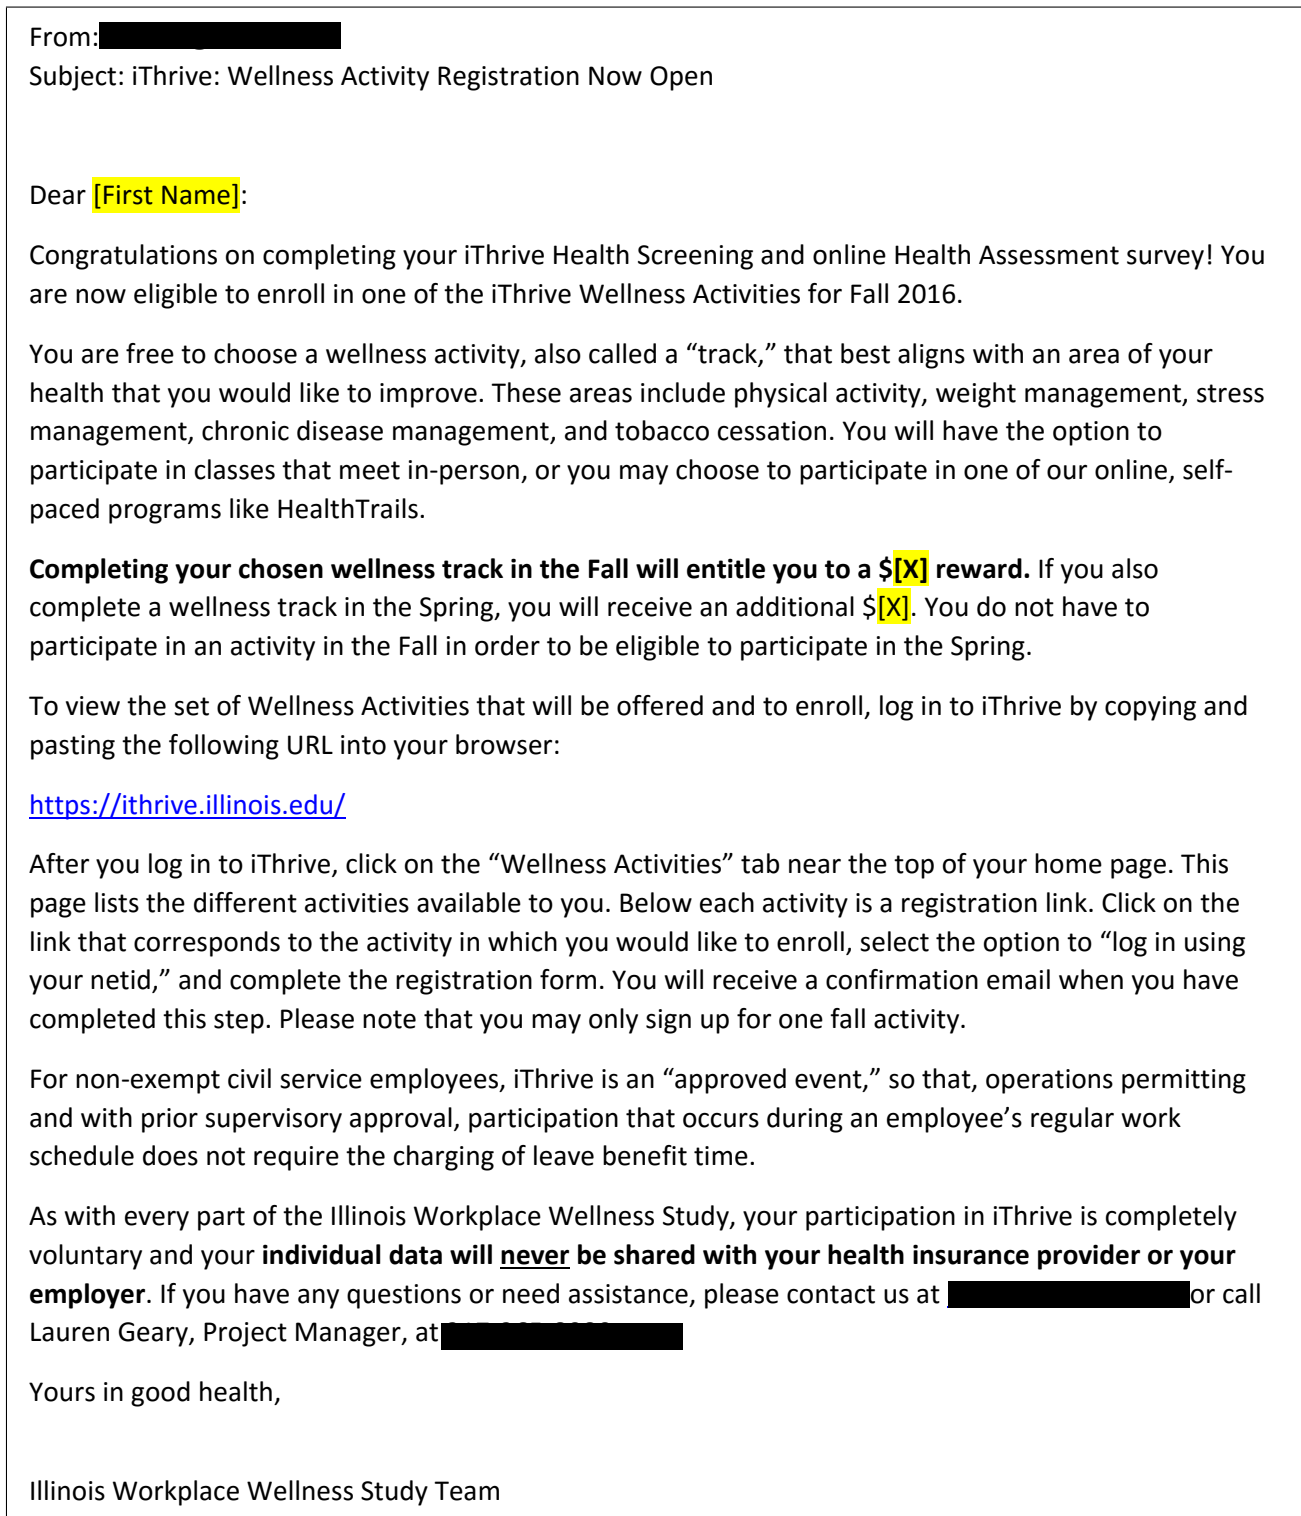 From:
Subject: iThrive: Wellness Activity Registration Now Open
Dear [First Name]:
Congratulations on completing your iThrive Health Screening and online Health Assessment survey! You
are now eligible to enroll in one of the iThrive Wellness Activities for Fall 2016.
You are free to choose a wellness activity, also called a “track,” that best aligns with an area of your
health that you would like to improve. These areas include physical activity, weight management, stress
management, chronic disease management, and tobacco cessation. You will have the option to
participate in classes that meet in-person, or you may choose to participate in one of our online, self-
paced programs like HealthTrails.
Completing your chosen wellness track in the Fall will entitle you to a $[X] reward. If you also
complete a wellness track in the Spring, you will receive an additional $[X]. You do not have to
participate in an activity in the Fall in order to be eligible to participate in the Spring.
To view the set of Wellness Activities that will be offered and to enroll, log in to iThrive by copying and
pasting the following URL into your browser:
https://ithrive.illinois.edu/
After you log in to iThrive, click on the “Wellness Activities” tab near the top of your home page. This
page lists the different activities available to you. Below each activity is a registration link. Click on the
link that corresponds to the activity in which you would like to enroll, select the option to “log in using
your netid,” and complete the registration form. You will receive a confirmation email when you have
completed this step. Please note that you may only sign up for one fall activity.
For non-exempt civil service employees, iThrive is an “approved event,” so that, operations permitting
and with prior supervisory approval, participation that occurs during an employee’s regular work
schedule does not require the charging of leave benefit time.
As with every part of the Illinois Workplace Wellness Study, your participation in iThrive is completely
voluntary and your individual data will never be shared with your health insurance provider or your
employer. If you have any questions or need assistance, please contact us at or call
Lauren Geary, Project Manager, at
Yours in good health,
Illinois Workplace Wellness Study Team